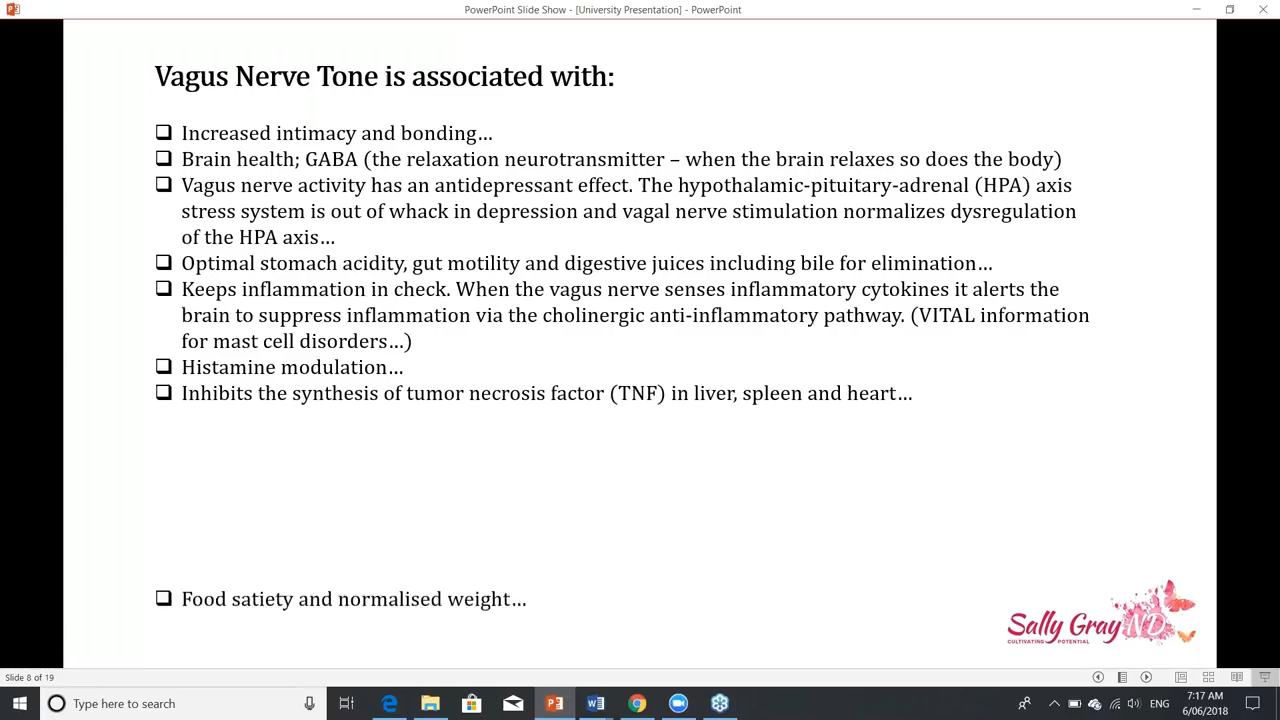 PowerPoint Slide Show - [University Presentation] - PowerPoint
Vagus Nerve Tone is associated with:
❑ Increased intimacy and bonding…
❑ Brain health; GABA (the relaxation neurotransmitter – when the brain relaxes so does the body)
❑ Vagus nerve activity has an antidepressant effect. The hypothalamic-pituitary-adrenal (HPA) axis
stress system is out of whack in depression and vagal nerve stimulation normalizes dysregulation
of the HPA axis…
❑ Optimal stomach acidity, gut motility and digestive juices including bile for elimination…
❑ Keeps inflammation in check. When the vagus nerve senses inflammatory cytokines it alerts the
brain to suppress inflammation via the cholinergic anti-inflammatory pathway. (VITAL information
for mast cell disorders…)
❑ Histamine modulation…
❑ Inhibits the synthesis of tumor necrosis factor (TNF) in liver, spleen and heart…
❑ Food satiety and normalised weight…
Sally Gray ND
CULTIVATING POTENTIAL
Slide 8 of 19
Type here to search
ENG
7:17 AM
6/06/2018